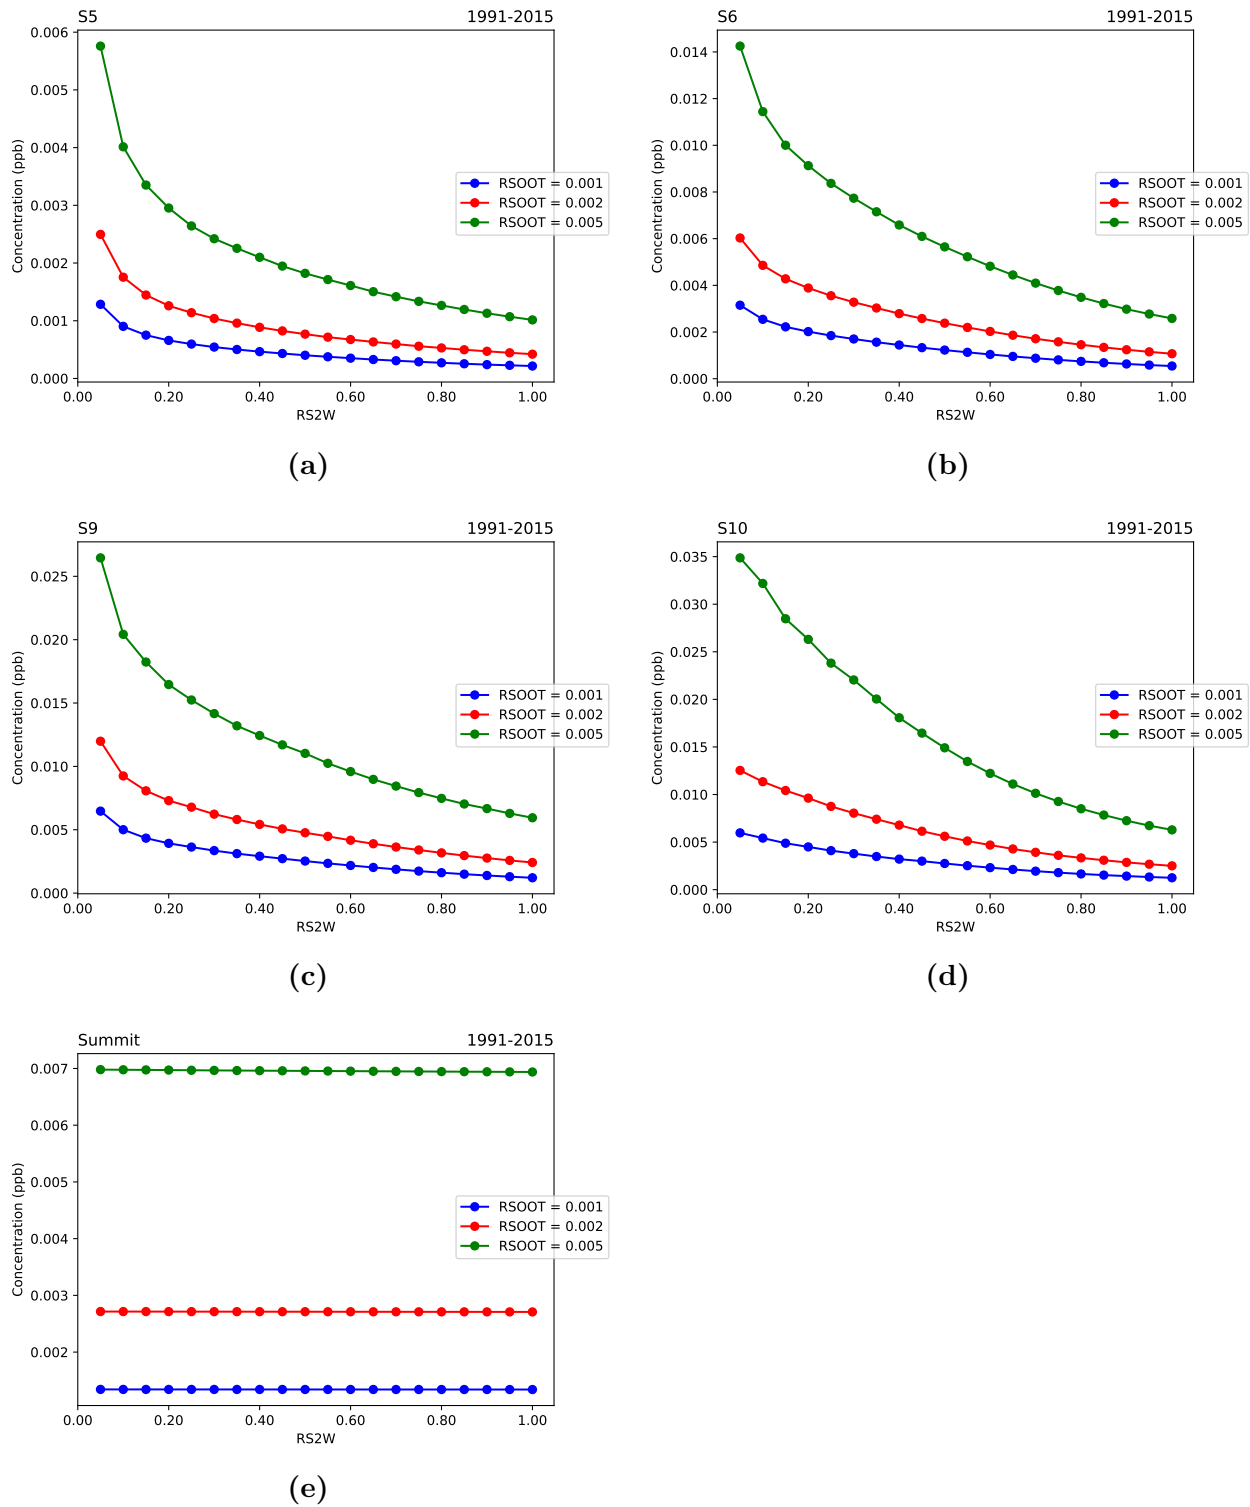 S5 1991-2015
0.006
0.005
0.004
0.003
0.002
0.001
0.000
Concentration (ppb)
RSOOT = 0.001
RSOOT = 0.002
RSOOT = 0.005
0.00 0.20 0.40 0.60 0.80 1.00
RS2W
(a)
S6 1991-2015
0.014
0.012
0.010
0.008
0.006
0.004
0.002
0.000
Concentration (ppb)
RSOOT = 0.001
RSOOT = 0.002
RSOOT = 0.005
0.00 0.20 0.40 0.60 0.80 1.00
RS2W
(b)
S9 1991-2015
0.025
0.020
0.015
0.010
0.005
0.000
Concentration (ppb)
RSOOT = 0.001
RSOOT = 0.002
RSOOT = 0.005
0.00 0.20 0.40 0.60 0.80 1.00
RS2W
(c)
S10 1991-2015
0.035
0.030
0.025
0.020
0.015
0.010
0.005
0.000
Concentration (ppb)
RSOOT = 0.001
RSOOT = 0.002
RSOOT = 0.005
0.00 0.20 0.40 0.60 0.80 1.00
RS2W
(d)
Summit 1991-2015
0.007
0.006
0.005
0.004
0.003
0.002
Concentration (ppb)
RSOOT = 0.001
RSOOT = 0.002
RSOOT = 0.005
0.00 0.20 0.40 0.60 0.80 1.00
RS2W
(e)